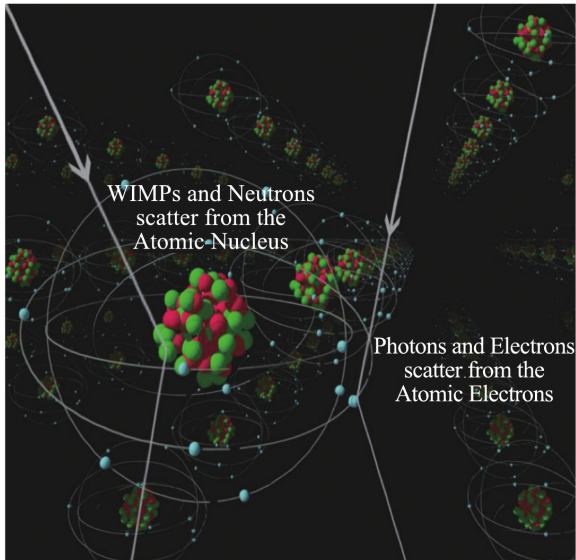 WIMPs and Neutrons
scatter from the
Atomic Nucleus
Photons and Electrons
scatter from the
Atomic Electrons